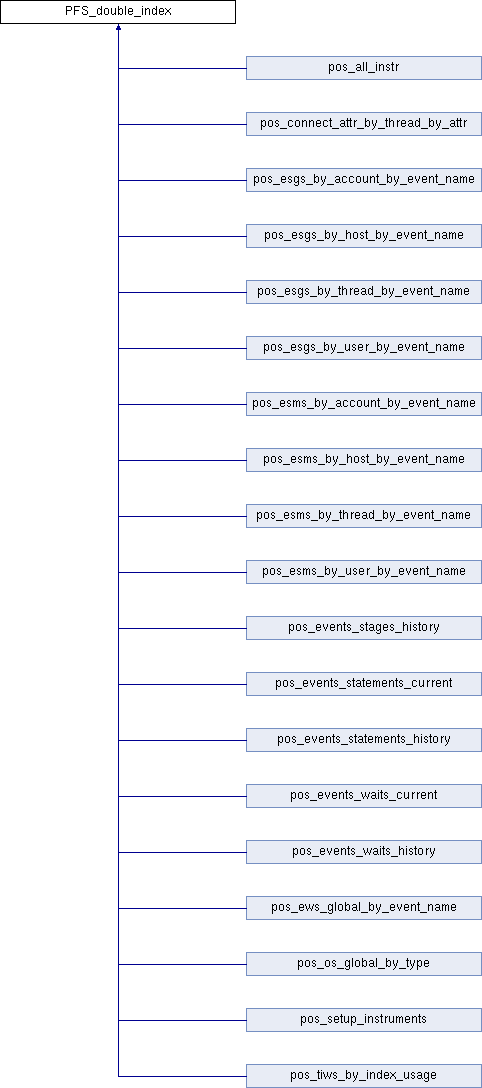 PFS_double_index
pos_all_instr
pos_connect_attr_by_thread_by_attr
pos_esgs_by_account_by_event_name
pos_esgs_by_host_by_event_name
pos_esgs_by_thread_by_event_name
pos_esgs_by_user_by_event_name
pos_esms_by_account_by_event_name
pos_esms_by_host_by_event_name
pos_esms_by_thread_by_event_name
pos_esms_by_user_by_event_name
pos_events_stages_history
pos_events_statements_current
pos_events_statements_history
pos_events_waits_current
pos_events_waits_history
pos_ews_global_by_event_name
pos_os_global_by_type
pos_setup_instruments
pos_tiws_by_index_usage